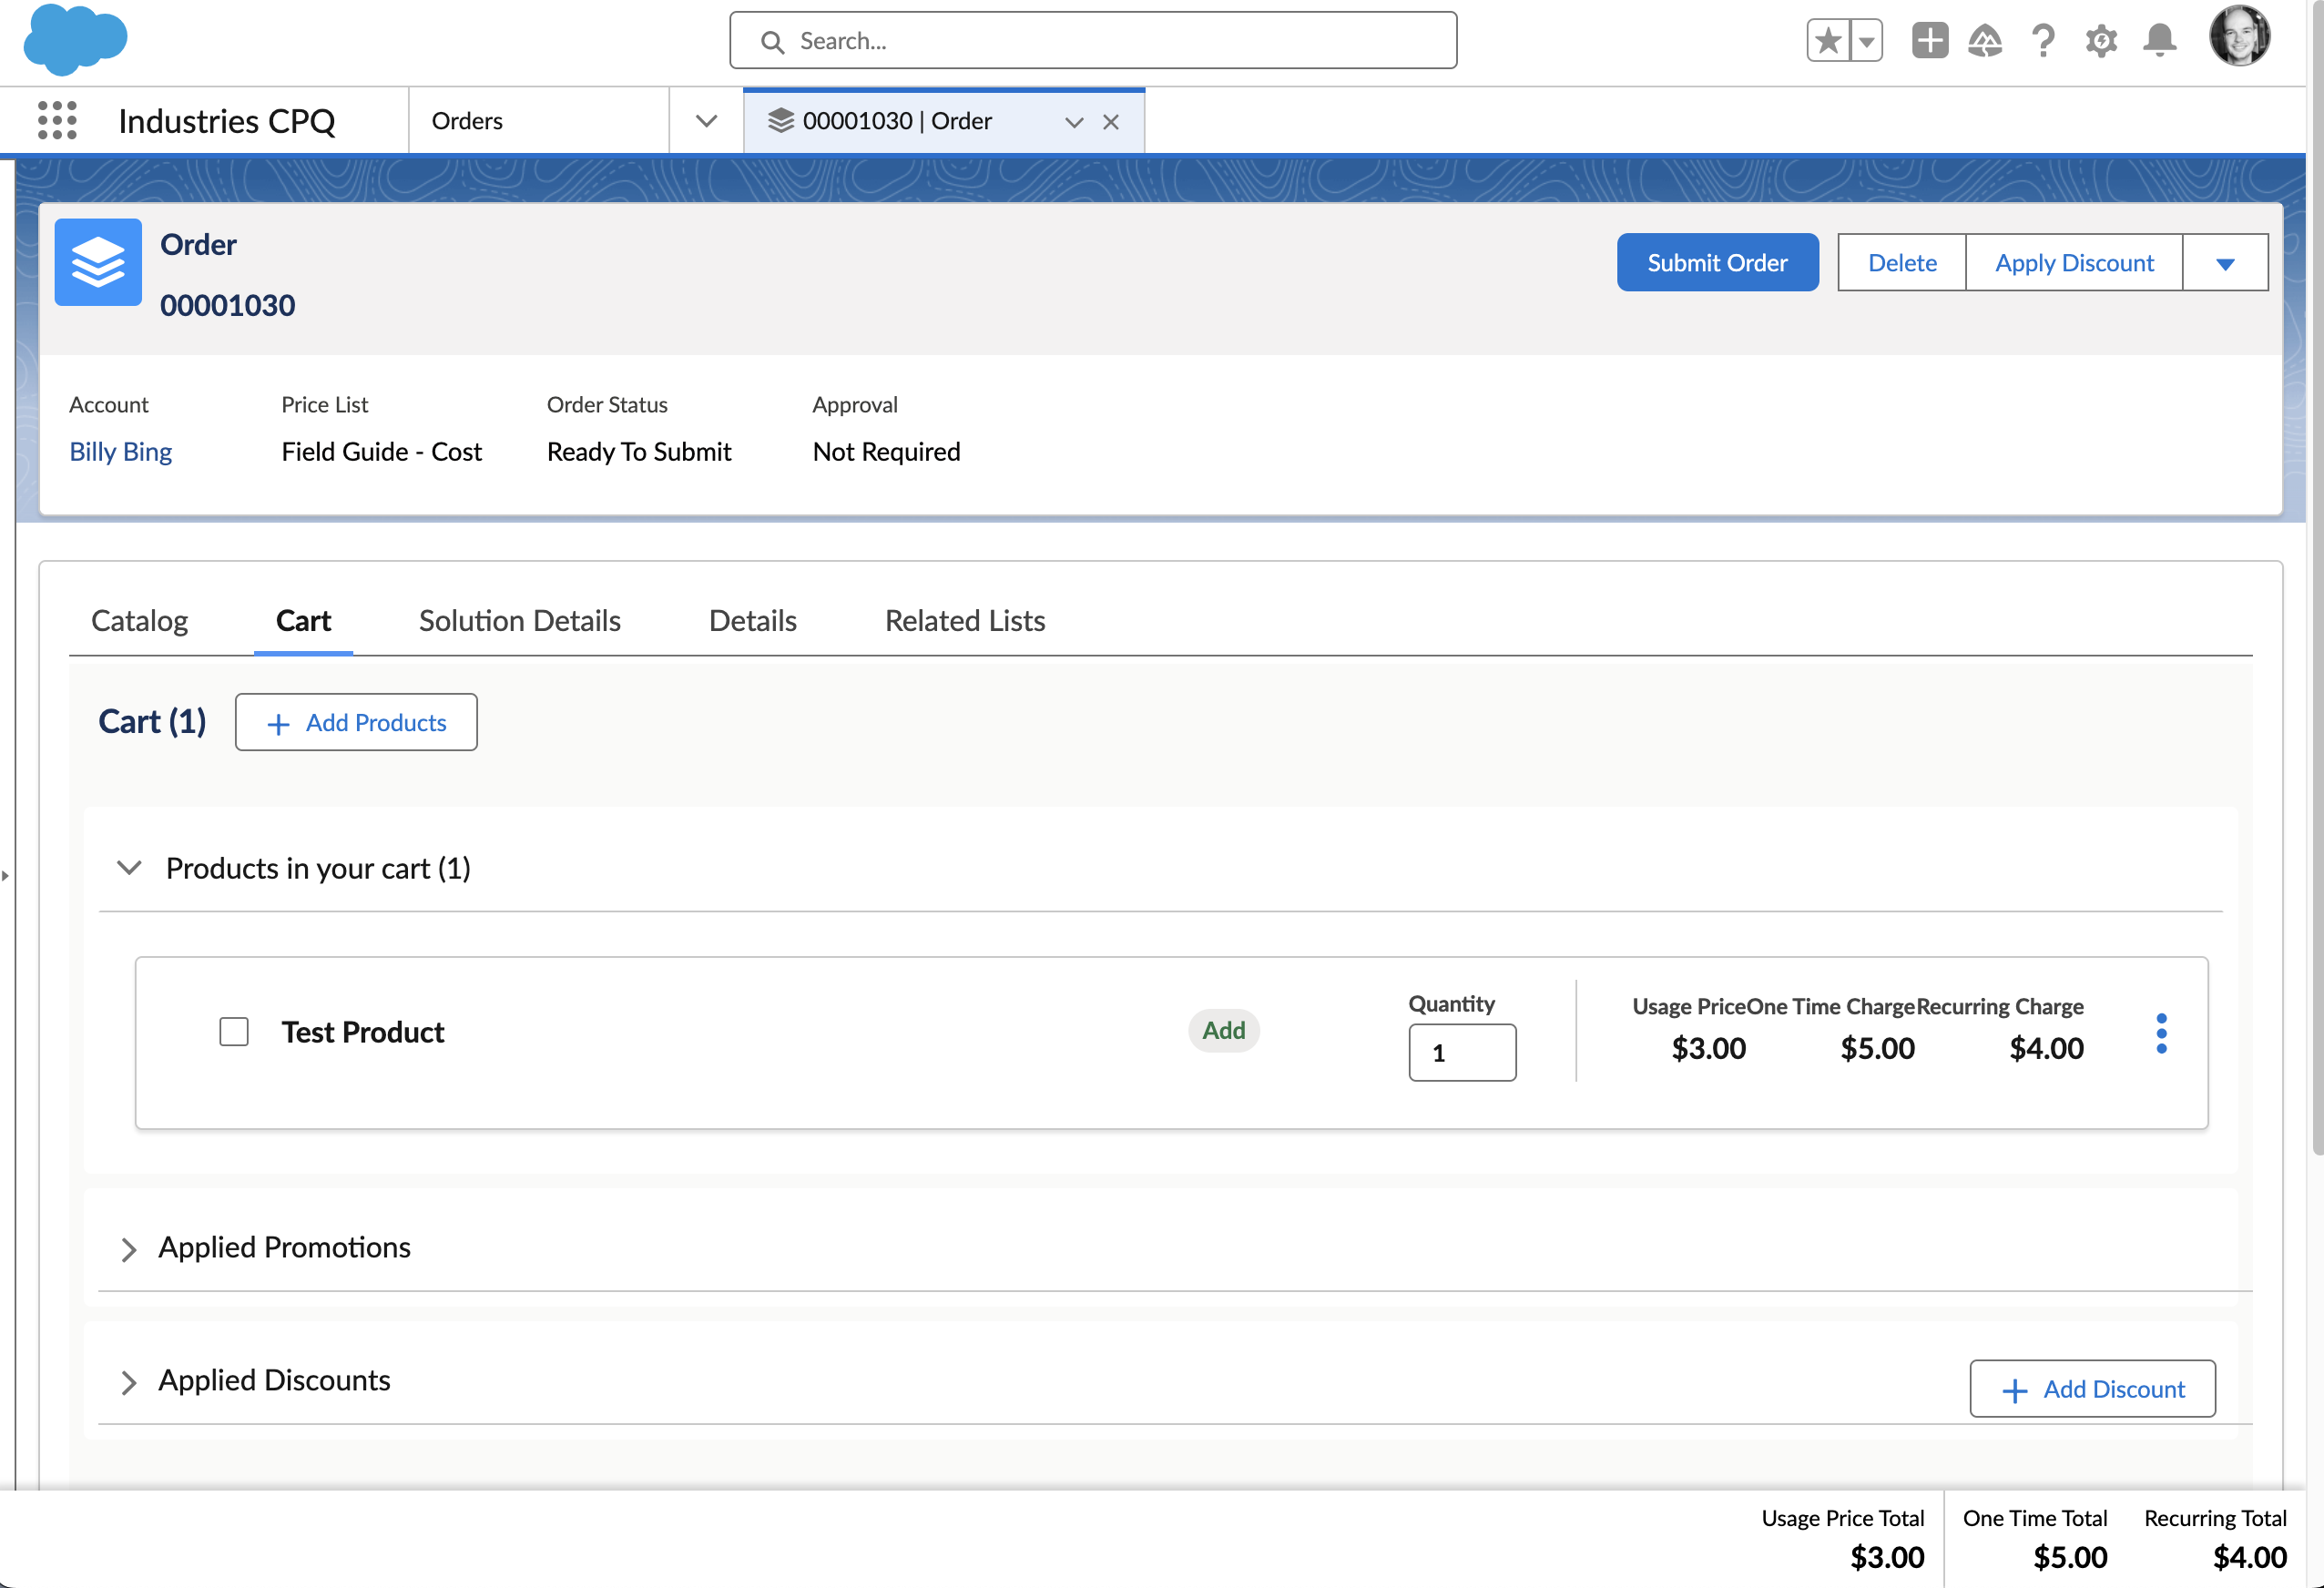 Search...
Industries CPQ
Orders
00001030 | Order
Order
00001030
Submit Order
Delete
Apply Discount
Account
Price List
Order Status
Approval
Billy Bing
Field Guide - Cost
Ready To Submit
Not Required
Catalog
Cart
Solution Details
Details
Related Lists
Cart (1)
Add Products
Products in your cart (1)
Test Product
Add
Quantity
1
Usage Price
One Time Charge
Recurring Charge
$3.00
$5.00
$4.00
Applied Promotions
Applied Discounts
Add Discount
Usage Price Total
One Time Total
Recurring Total
$3.00
$5.00
$4.00